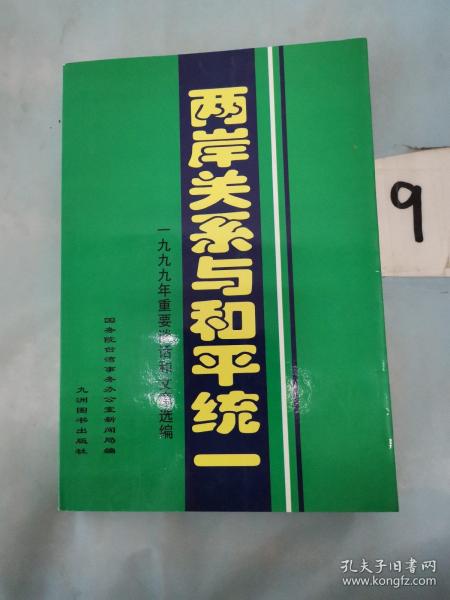 两岸关系与和平统一
一九九九年重要谈话和文章选编
国务院台湾事务办公室新闻局编
九洲图书出版社
9
孔夫子旧书网
www.kongfz.com